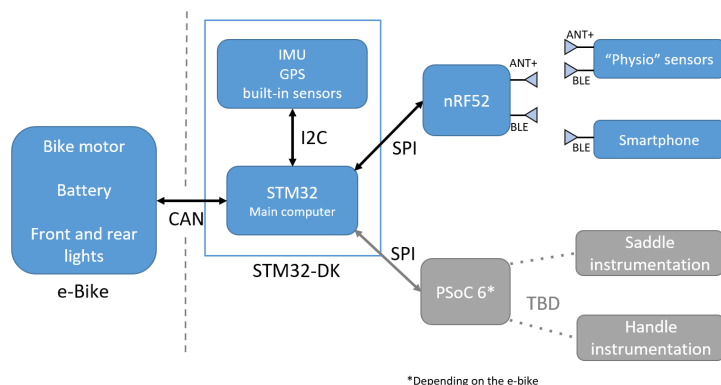 IMU
GPS
built-in sensors
I2C
STM32
Main computer
STM32-DK
Bike motor
Battery
Front and rear
lights
e-Bike
CAN
SPI
nRF52
ANT+
BLE
ANT+
BLE
"Physio" sensors
BLE
Smartphone
SPI
PSoC 6*
TBD
Saddle
instrumentation
Handle
instrumentation
*Depending on the e-bike